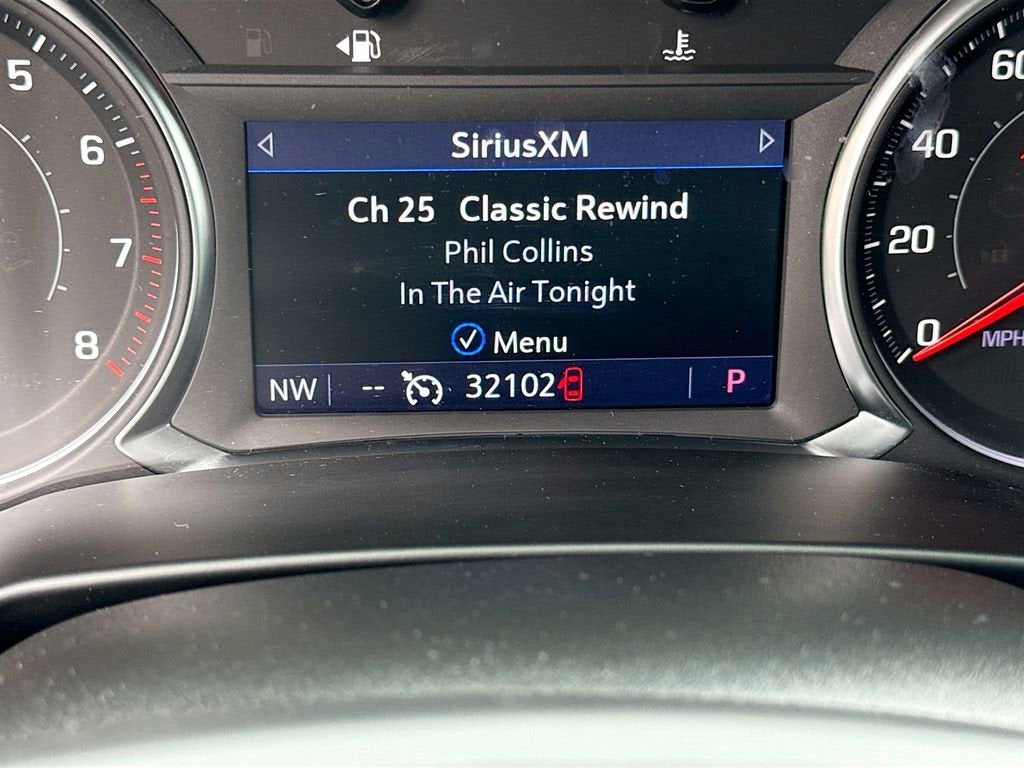 5
6
7
8
SiriusXM
Ch 25 Classic Rewind
Phil Collins
In The Air Tonight
Menu
NW -- 32102 P
60
40
20
0
MPH